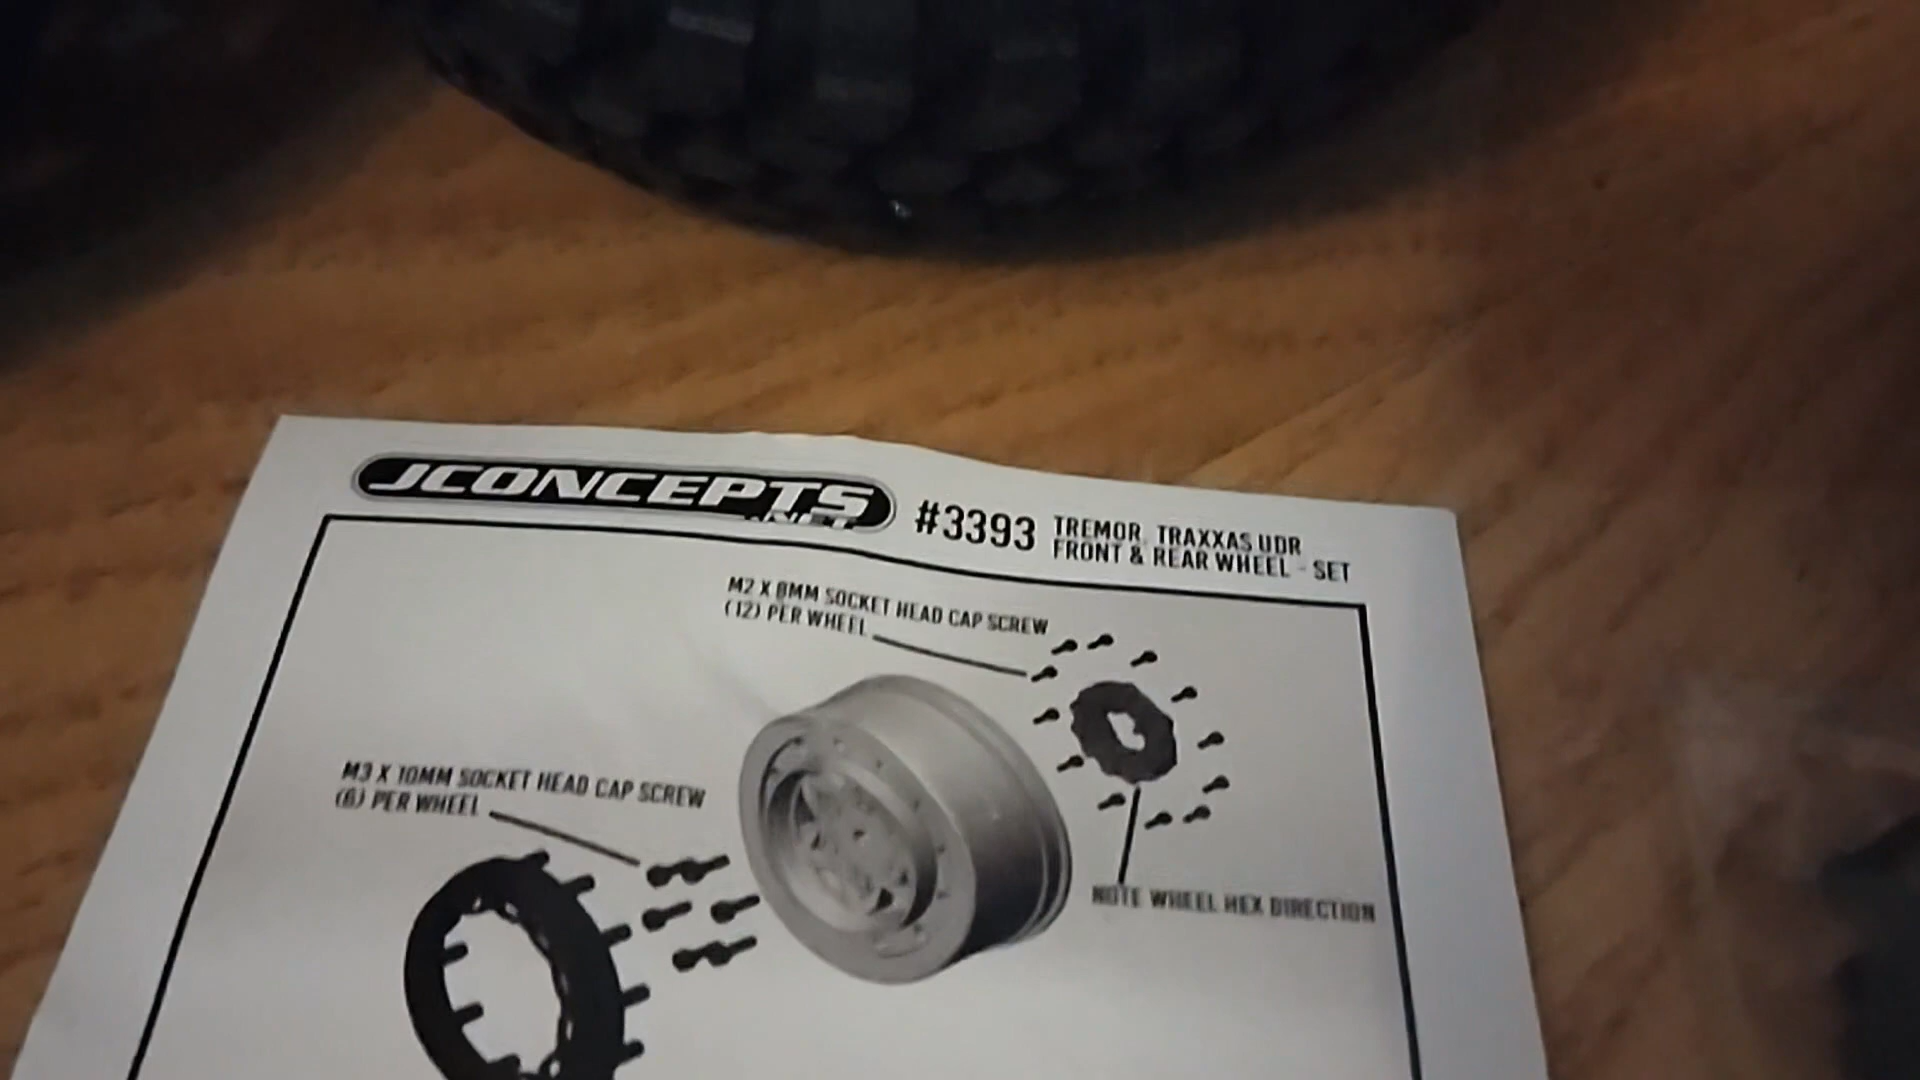 JCONCEPTS
.NET
#3393
TREMOR, TRAXXAS UDR
FRONT & REAR WHEEL - SET
M2 X 8MM SOCKET HEAD CAP SCREW
(12) PER WHEEL
M3 X 10MM SOCKET HEAD CAP SCREW
(6) PER WHEEL
NOTE WHEEL HEX DIRECTION